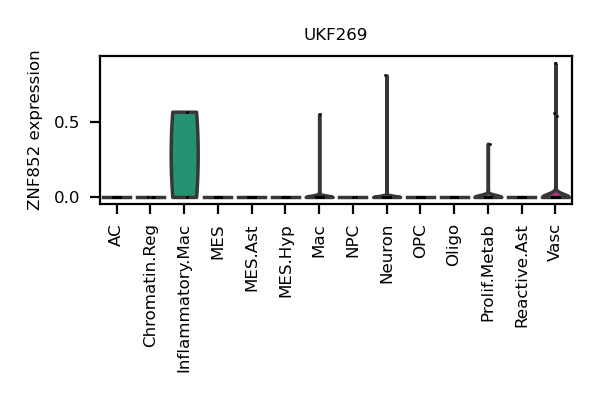 UKF269
ZNF852 expression
0.5
0.0
AC
Chromatin.Reg
Inflammatory.Mac
MES
MES.Ast
MES.Hyp
Mac
NPC
Neuron
OPC
Oligo
Prolif.Metab
Reactive.Ast
Vasc